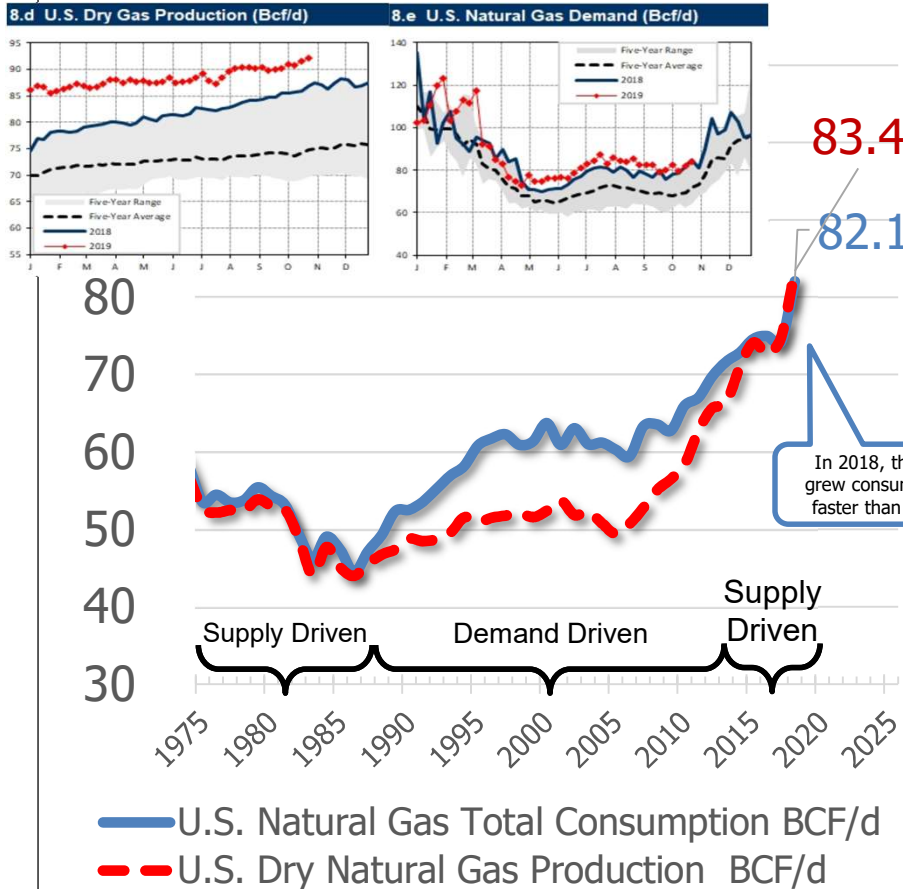 8.d U.S. Dry Gas Production (Bcf/d)
95
90
85
80
75
70
65
60
55
Five-Year Range
Five-Year Average
2018
2019
J F M A M J J A S O N D
8.e U.S. Natural Gas Demand (Bcf/d)
140
120
100
80
60
40
Five-Year Range
Five-Year Average
2018
2019
J F M A M J J A S O N D
83.4
82.1
80
70
60
50
40
30
In 2018, th
grew consu
faster than
Supply Driven
Demand Driven
Supply
Driven
1975 1980 1985 1990 1995 2000 2005 2010 2015 2020 2025
U.S. Natural Gas Total Consumption BCF/d
U.S. Dry Natural Gas Production BCF/d